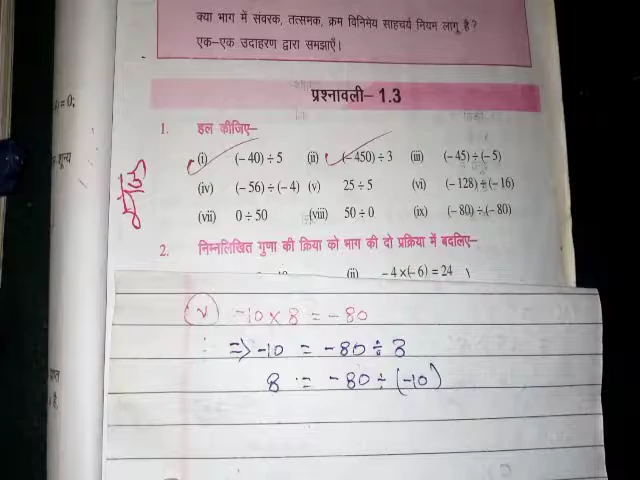 क्या भाग में संवरक, तत्समक, क्रम विनिमेय साहचर्य नियम लागू है?
एक-एक उदाहरण द्वारा समझाएँ।
प्रश्नावली-1.3
1. हल कीजिए-
(i) (-40)÷5 (ii) (-450)÷3 (iii) (-45)÷(-5)
(iv) (-56)÷(-4) (v) 25÷5 (vi) (-128)÷(-16)
(vii) 0÷50 (viii) 50÷0 (ix) (-80)÷(-80)
2. निम्नलिखित गुणा की क्रिया को भाग की दो प्रक्रिया में बदलिए-
(ii) -4×(-6)=24
(v) -10 × 8 = -80
⇒ -10 = -80 ÷ 8
8 = -80 ÷ (-10)